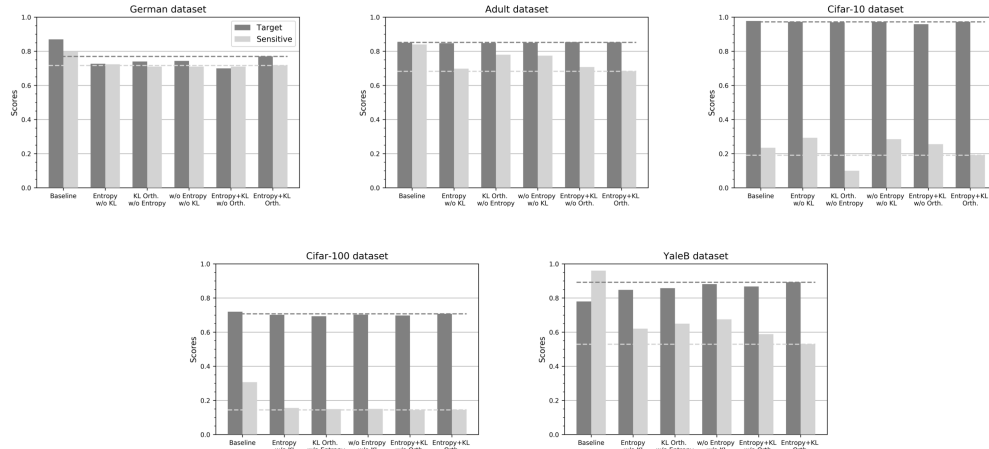 German dataset
1.0
0.8
0.6
0.4
0.2
0.0
Scores
Target
Sensitive
Baseline
Entropy
w/o KL
KL Orth.
w/o Entropy
w/o Entropy
w/o KL
Entropy+KL
w/o Orth.
Entropy+KL
Orth.
Adult dataset
1.0
0.8
0.6
0.4
0.2
0.0
Scores
Baseline
Entropy
w/o KL
KL Orth.
w/o Entropy
w/o Entropy
w/o KL
Entropy+KL
w/o Orth.
Entropy+KL
Orth.
Cifar-10 dataset
1.0
0.8
0.6
0.4
0.2
0.0
Scores
Baseline
Entropy
w/o KL
KL Orth.
w/o Entropy
w/o Entropy
w/o KL
Entropy+KL
w/o Orth.
Entropy+KL
Orth.
Cifar-100 dataset
1.0
0.8
0.6
0.4
0.2
0.0
Scores
Baseline
Entropy
KL Orth.
w/o Entropy
Entropy+KL
Entropy+KL
YaleB dataset
1.0
0.8
0.6
0.4
0.2
0.0
Scores
Baseline
Entropy
KL Orth.
w/o Entropy
Entropy+KL
Entropy+KL